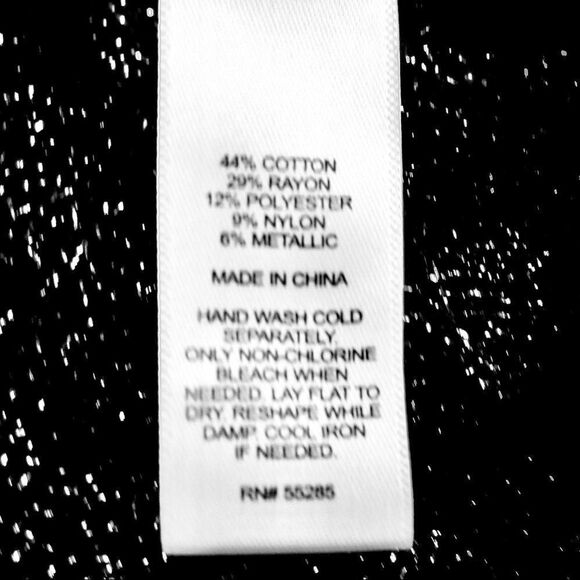 44% COTTON
29% RAYON
12% POLYESTER
9% NYLON
6% METALLIC
MADE IN CHINA
HAND WASH COLD
SEPARATELY.
ONLY NON-CHLORINE
BLEACH WHEN
NEEDED. LAY FLAT TO
DRY. RESHAPE WHILE
DAMP. COOL IRON
IF NEEDED.
RN# 55285